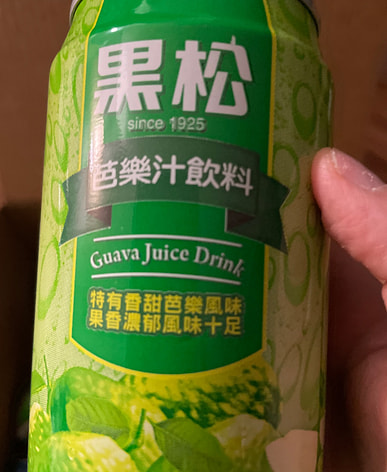 黑松
since 1925
芭樂汁飲料
Guava Juice Drink
特有香甜芭樂風味
果香濃郁風味十足